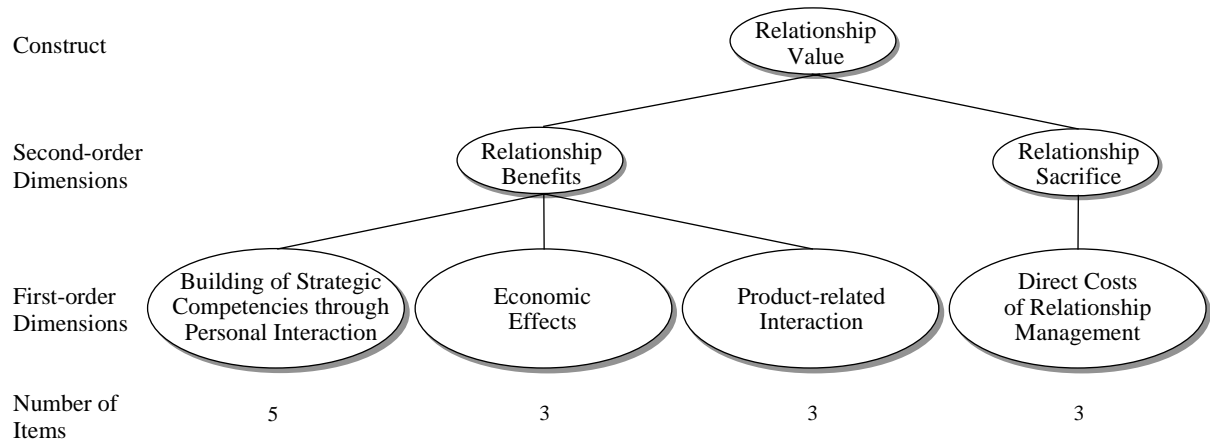 Construct
Relationship
Value
Second-order
Dimensions
Relationship
Benefits
Relationship
Sacrifice
First-order
Dimensions
Building of Strategic
Competencies through
Personal Interaction
Economic
Effects
Product-related
Interaction
Direct Costs
of Relationship
Management
Number of
Items
5
3
3
3